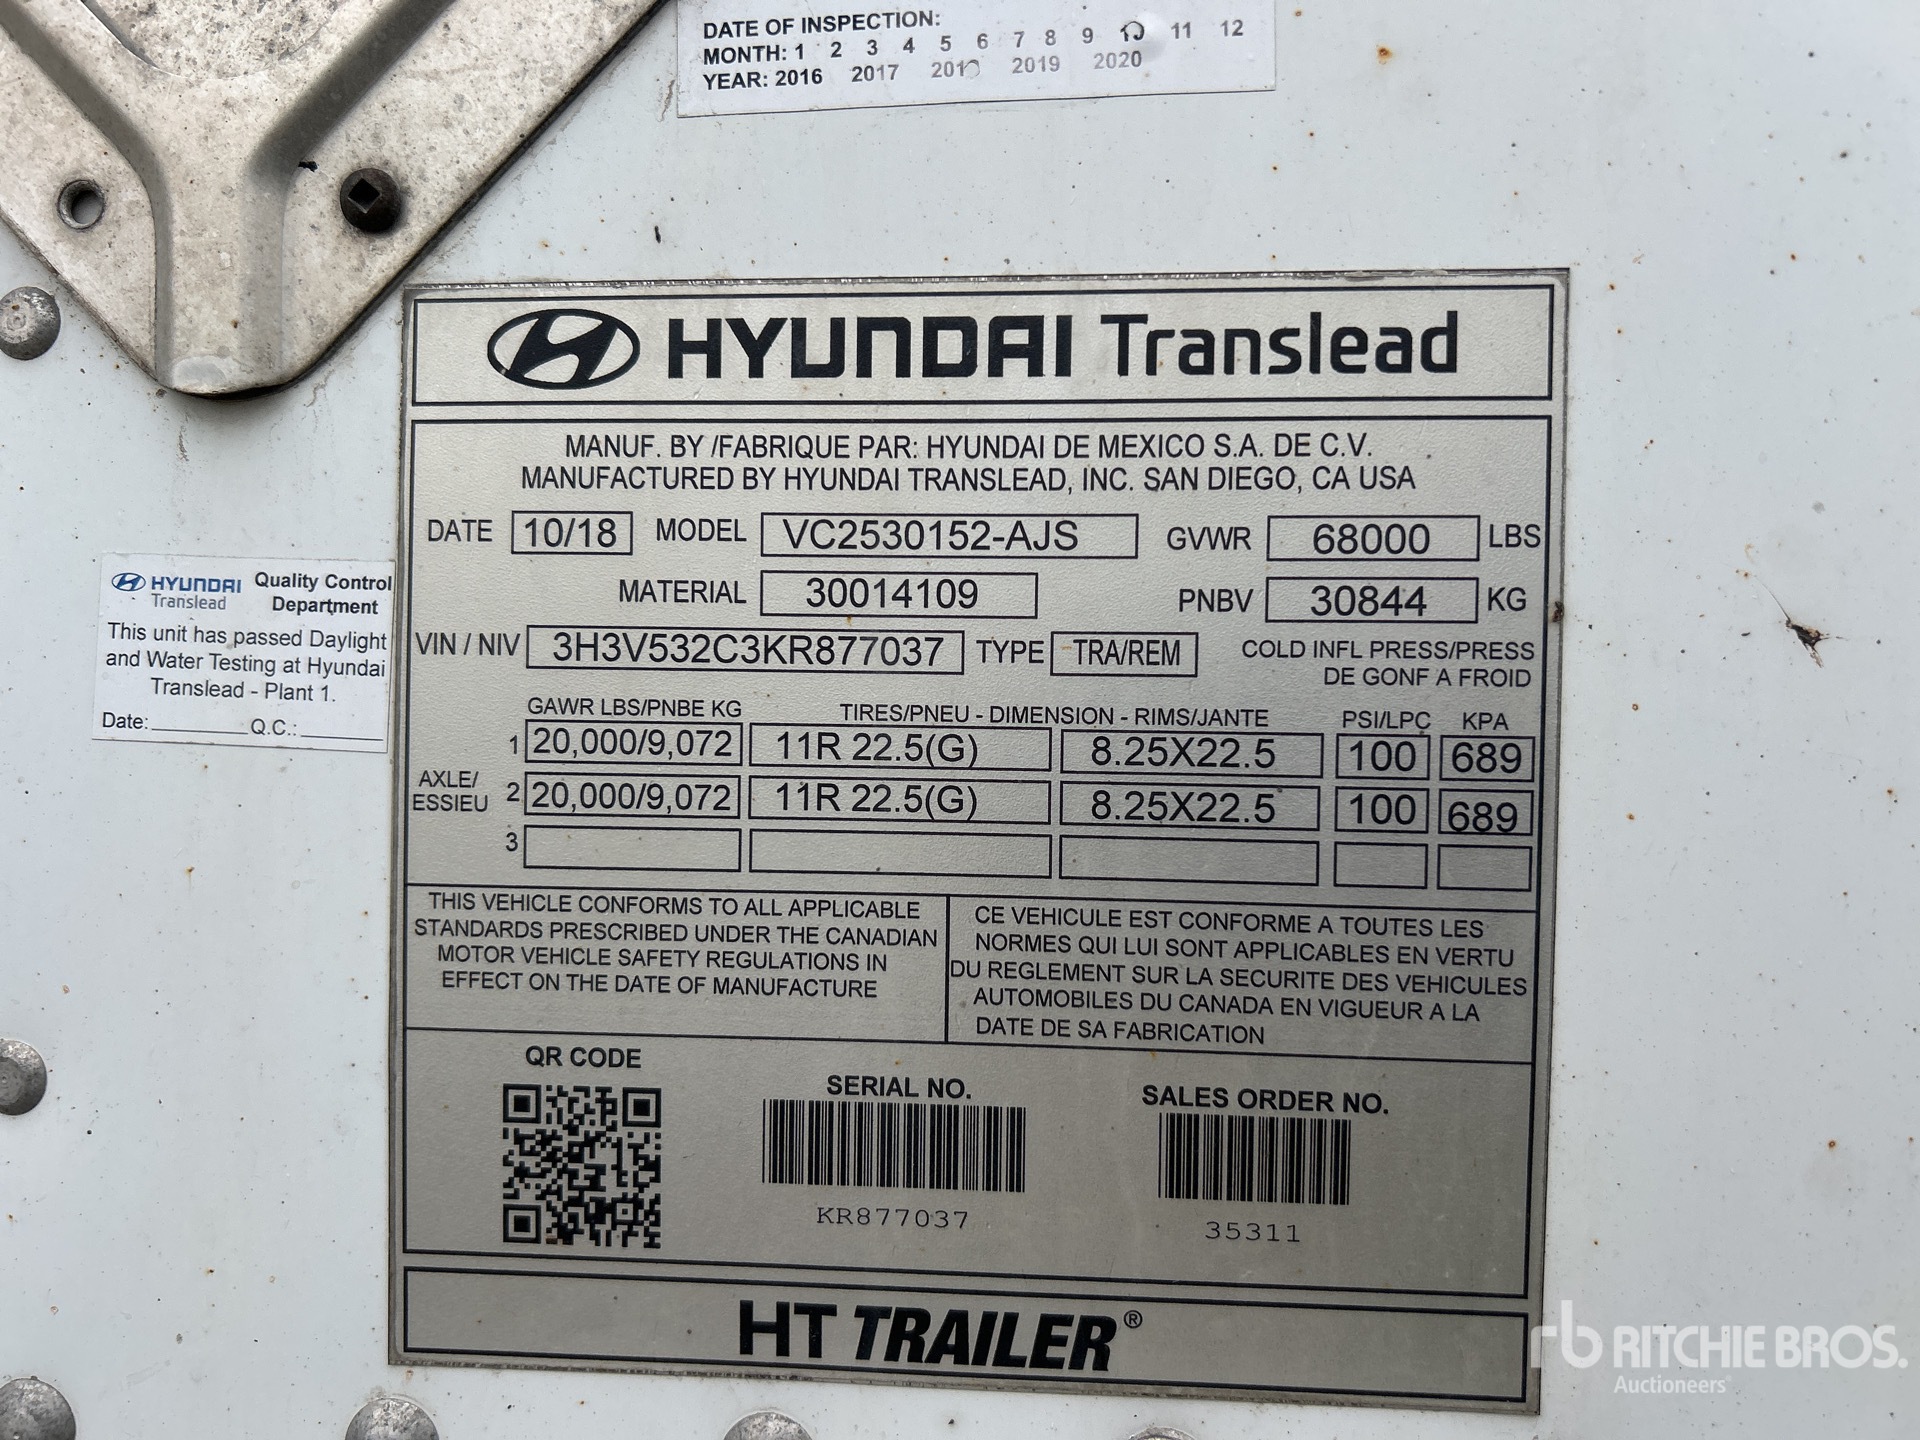 DATE OF INSPECTION:
MONTH: 1 2 3 4 5 6 7 8 9 10 11 12
YEAR: 2016 2017 2018 2019 2020
HYUNDAI Translead
MANUF. BY /FABRIQUE PAR: HYUNDAI DE MEXICO S.A. DE C.V.
MANUFACTURED BY HYUNDAI TRANSLEAD, INC. SAN DIEGO, CA USA
DATE 10/18 MODEL VC2530152-AJS GVWR 68000 LBS
MATERIAL 30014109 PNBV 30844 KG
VIN / NIV 3H3V532C3KR877037 TYPE TRA/REM COLD INFL PRESS/PRESS
DE GONF A FROID
GAWR LBS/PNBE KG TIRES/PNEU - DIMENSION - RIMS/JANTE PSI/LPC KPA
1 20,000/9,072 11R 22.5(G) 8.25X22.5 100 689
AXLE/
ESSIEU 2 20,000/9,072 11R 22.5(G) 8.25X22.5 100 689
3
THIS VEHICLE CONFORMS TO ALL APPLICABLE
STANDARDS PRESCRIBED UNDER THE CANADIAN
MOTOR VEHICLE SAFETY REGULATIONS IN
EFFECT ON THE DATE OF MANUFACTURE
CE VEHICULE EST CONFORME A TOUTES LES
NORMES QUI LUI SONT APPLICABLES EN VERTU
DU REGLEMENT SUR LA SECURITE DES VEHICULES
AUTOMOBILES DU CANADA EN VIGUEUR A LA
DATE DE SA FABRICATION
QR CODE
SERIAL NO.
KR877037
SALES ORDER NO.
35311
HT TRAILER®
HYUNDAI Translead
Quality Control
Department
This unit has passed Daylight
and Water Testing at Hyundai
Translead - Plant 1.
Date:________ Q.C.:________
rb RITCHIE BROS.
Auctioneers